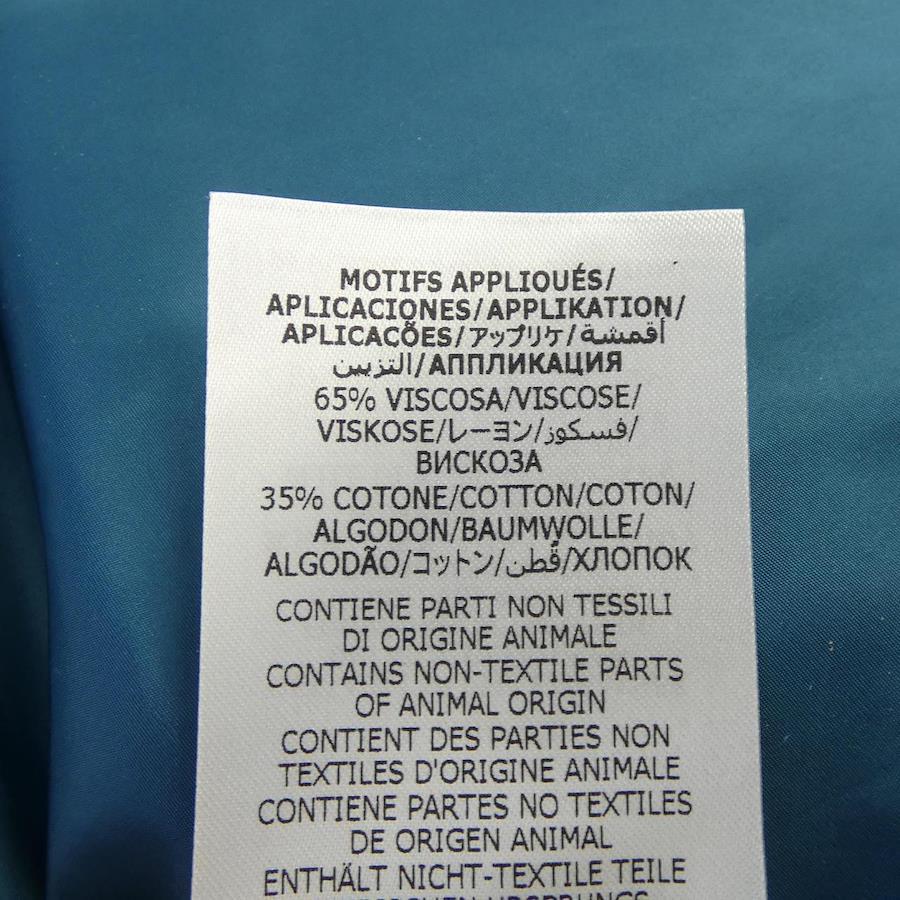 MOTIFS APPLIQUÉS/
APLICACIONES/APPLIKATION/
APLICAÇÕES/アップリケ/أقمشة
التزيين/АППЛИКАЦИЯ
65% VISCOSA/VISCOSE/
VISKOSE/レーヨン/فسكوز/
ВИСКОЗА
35% COTONE/COTTON/COTON/
ALGODON/BAUMWOLLE/
ALGODÃO/コットン/قطن/ХЛОПОК
CONTIENE PARTI NON TESSILI
DI ORIGINE ANIMALE
CONTAINS NON-TEXTILE PARTS
OF ANIMAL ORIGIN
CONTIENT DES PARTIES NON
TEXTILES D'ORIGINE ANIMALE
CONTIENE PARTES NO TEXTILES
DE ORIGEN ANIMAL
ENTHÄLT NICHT-TEXTILE TEILE